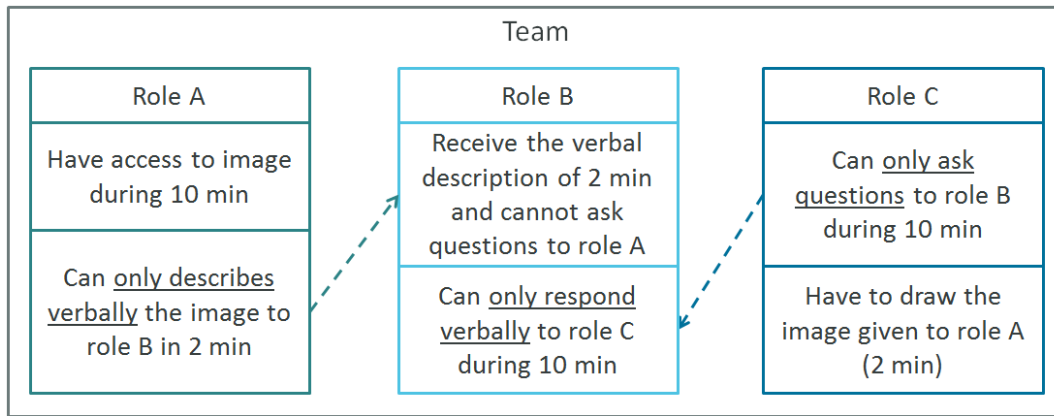 Team
Role A
Have access to image
during 10 min
Can only describes
verbally the image to
role B in 2 min
Role B
Receive the verbal
description of 2 min
and cannot ask
questions to role A
Can only respond
verbally to role C
during 10 min
Role C
Can only ask
questions to role B
during 10 min
Have to draw the
image given to role A
(2 min)